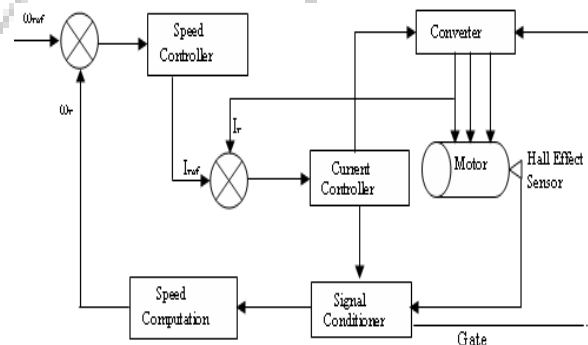 ωref
Speed
Controller
Converter
ωr
Ir
Iref
Current
Controller
Motor
Hall Effect
Sensor
Speed
Computation
Signal
Conditioner
Gate